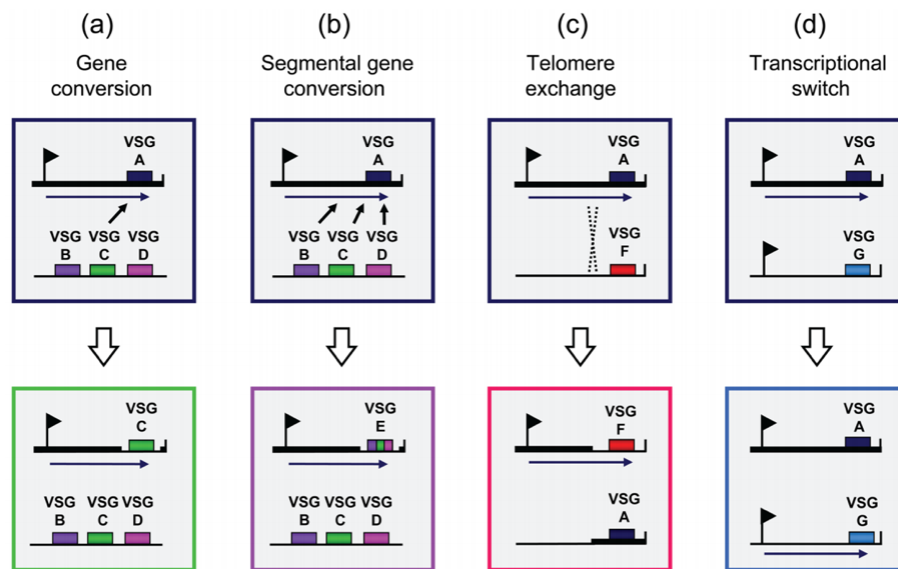 (a)
Gene
conversion
VSG
A
VSG VSG VSG
B C D
VSG
C
VSG VSG VSG
B C D
(b)
Segmental gene
conversion
VSG
A
VSG VSG VSG
B C D
VSG
E
VSG VSG VSG
B C D
(c)
Telomere
exchange
VSG
A
VSG
F
VSG
F
VSG
A
(d)
Transcriptional
switch
VSG
A
VSG
G
VSG
A
VSG
G